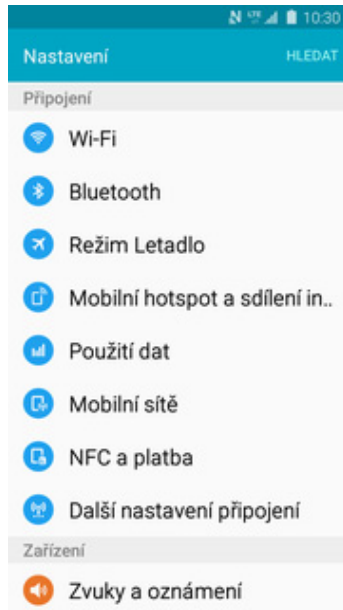 10:30
Nastavení HLEDAT
Připojení
Wi-Fi
Bluetooth
Režim Letadlo
Mobilní hotspot a sdílení in..
Použití dat
Mobilní sítě
NFC a platba
Další nastavení připojení
Zařízení
Zvuky a oznámení